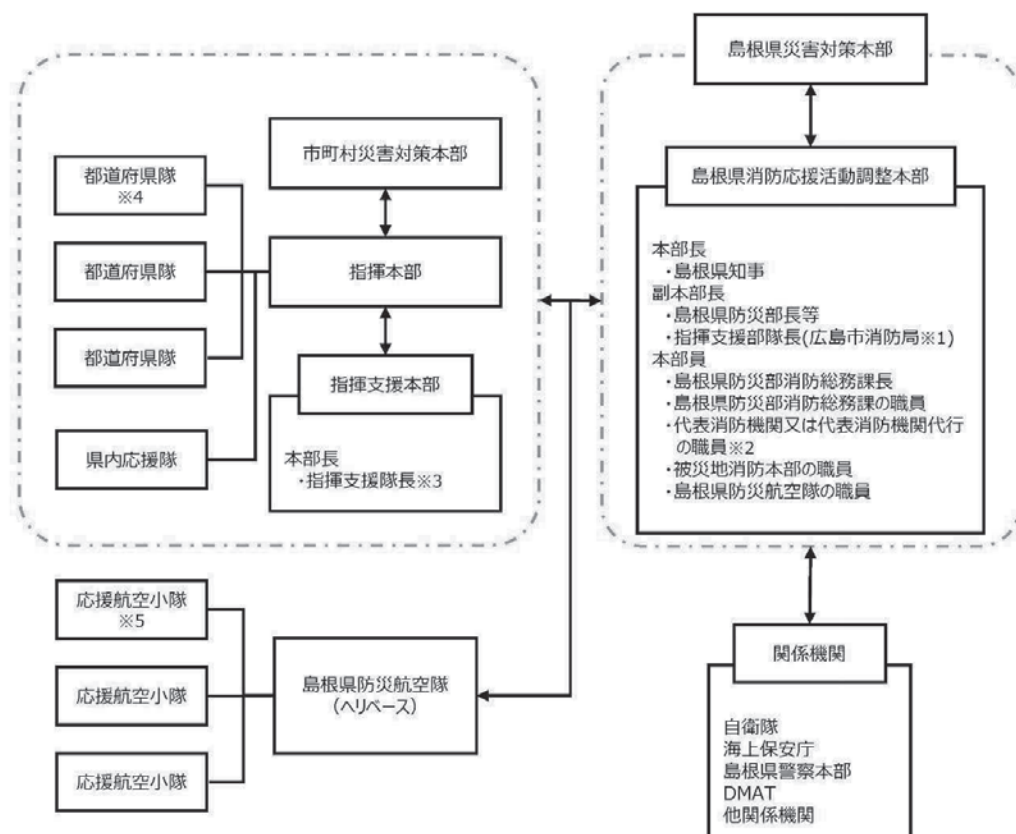 島根県災害対策本部
島根県消防応援活動調整本部
本部長
・島根県知事
副本部長
・島根県防災部長等
・指揮支援部隊長(広島市消防局※1)
本部員
・島根県防災部消防総務課長
・島根県防災部消防総務課の職員
・代表消防機関又は代表消防機関代行
の職員※2
・被災地消防本部の職員
・島根県防災航空隊の職員
市町村災害対策本部
都道府県隊
※4
指揮本部
都道府県隊
都道府県隊
指揮支援本部
本部長
・指揮支援隊長※3
県内応援隊
応援航空小隊
※5
応援航空小隊
応援航空小隊
島根県防災航空隊
(ヘリベース)
関係機関
自衛隊
海上保安庁
島根県警察本部
DMAT
他関係機関